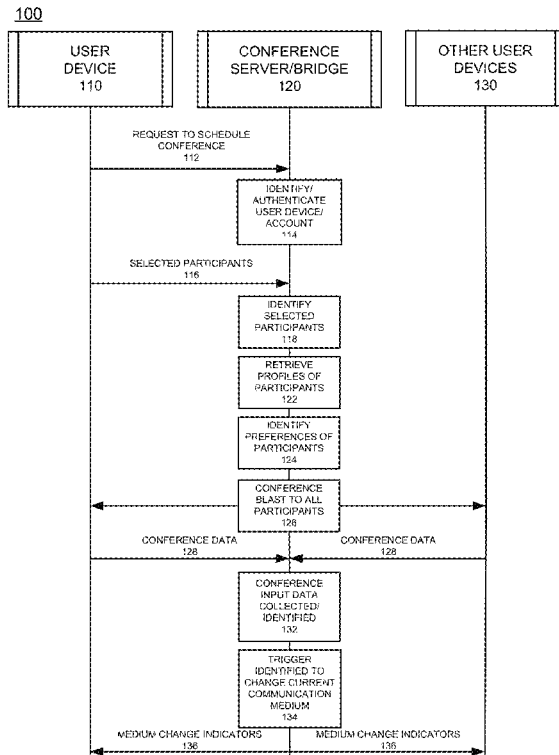 100
USER
DEVICE
110
CONFERENCE
SERVER/BRIDGE
120
OTHER USER
DEVICES
130
REQUEST TO SCHEDULE
CONFERENCE
112
IDENTIFY/
AUTHENTICATE
USER DEVICE/
ACCOUNT
114
SELECTED PARTICIPANTS
116
IDENTIFY
SELECTED
PARTICIPANTS
118
RETRIEVE
PROFILES OF
PARTICIPANTS
122
IDENTIFY
PREFERENCES OF
PARTICIPANTS
124
CONFERENCE
BLAST TO ALL
PARTICIPANTS
126
CONFERENCE DATA
128
CONFERENCE DATA
128
CONFERENCE
INPUT DATA
COLLECTED/
IDENTIFIED
132
TRIGGER
IDENTIFIED TO
CHANGE CURRENT
COMMUNICATION
MEDIUM
134
MEDIUM CHANGE INDICATORS
136
MEDIUM CHANGE INDICATORS
136